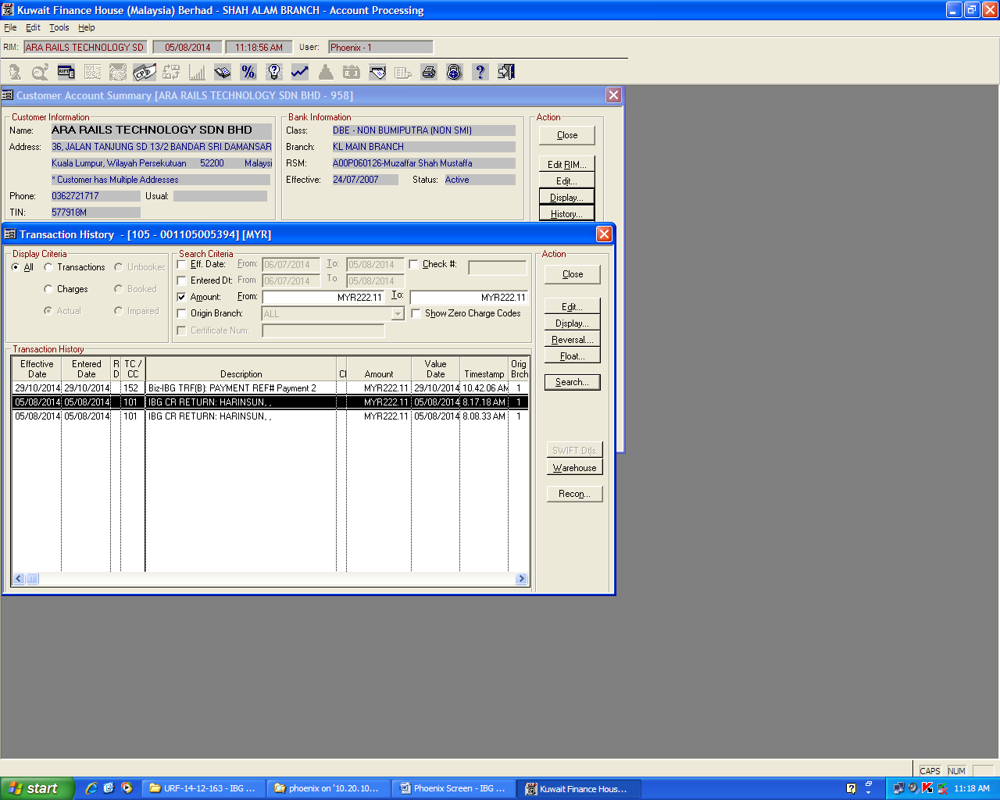 Kuwait Finance House (Malaysia) Berhad - SHAH ALAM BRANCH - Account Processing
File Edit Tools Help
RIM: ARA RAILS TECHNOLOGY SD 05/08/2014 11:18:56 AM User: Phoenix - 1
Customer Account Summary [ARA RAILS TECHNOLOGY SDN BHD - 958]
Customer Information
Name: ARA RAILS TECHNOLOGY SDN BHD
Address: 36, JALAN TANJUNG SD 13/2 BANDAR SRI DAMANSAR
Kuala Lumpur, Wilayah Persekutuan 52200 Malaysi
* Customer has Multiple Addresses
Phone: 0362721717 Usual:
TIN: 577918M
Bank Information
Class: DBE - NON BUMIPUTRA (NON SMI)
Branch: KL MAIN BRANCH
RSM: A00P060126-Muzaffar Shah Mustaffa
Effective: 24/07/2007 Status: Active
Action
Close
Edit RIM...
Edit...
Display...
History...
Transaction History - [105 - 001105005394] [MYR]
Display Criteria
All Transactions Unbooked
Charges Booked
Actual Impaired
Search Criteria
Eff. Date: From: 06/07/2014 To: 05/08/2014 Check #:
Entered Dt: From 06/07/2014 To 05/08/2014
Amount: From: MYR222.11 To: MYR222.11
Origin Branch: ALL Show Zero Charge Codes
Certificate Num:
Action
Close
Edit...
Display...
Reversal....
Float...
Search...
SWIFT Dtls.
Warehouse
Recon...
Transaction History
Effective Date Entered Date R D TC / CC Description Cl Amount Value Date Timestamp Orig Brch
29/10/2014 29/10/2014 152 Biz-IBG TRF(B): PAYMENT REF# Payment 2 MYR222.11 29/10/2014 10.42.06 AM 1
05/08/2014 05/08/2014 101 IBG CR RETURN: HARINSUN, , MYR222.11 05/08/2014 8.17.18 AM 1
05/08/2014 05/08/2014 101 IBG CR RETURN: HARINSUN, , MYR222.11 05/08/2014 8.08.33 AM 1
CAPS NUM
start URF-14-12-163 - IBG ... phoenix on '10.20.10... Phoenix Screen - IBG ... Kuwait Finance Hous... 11:18 AM